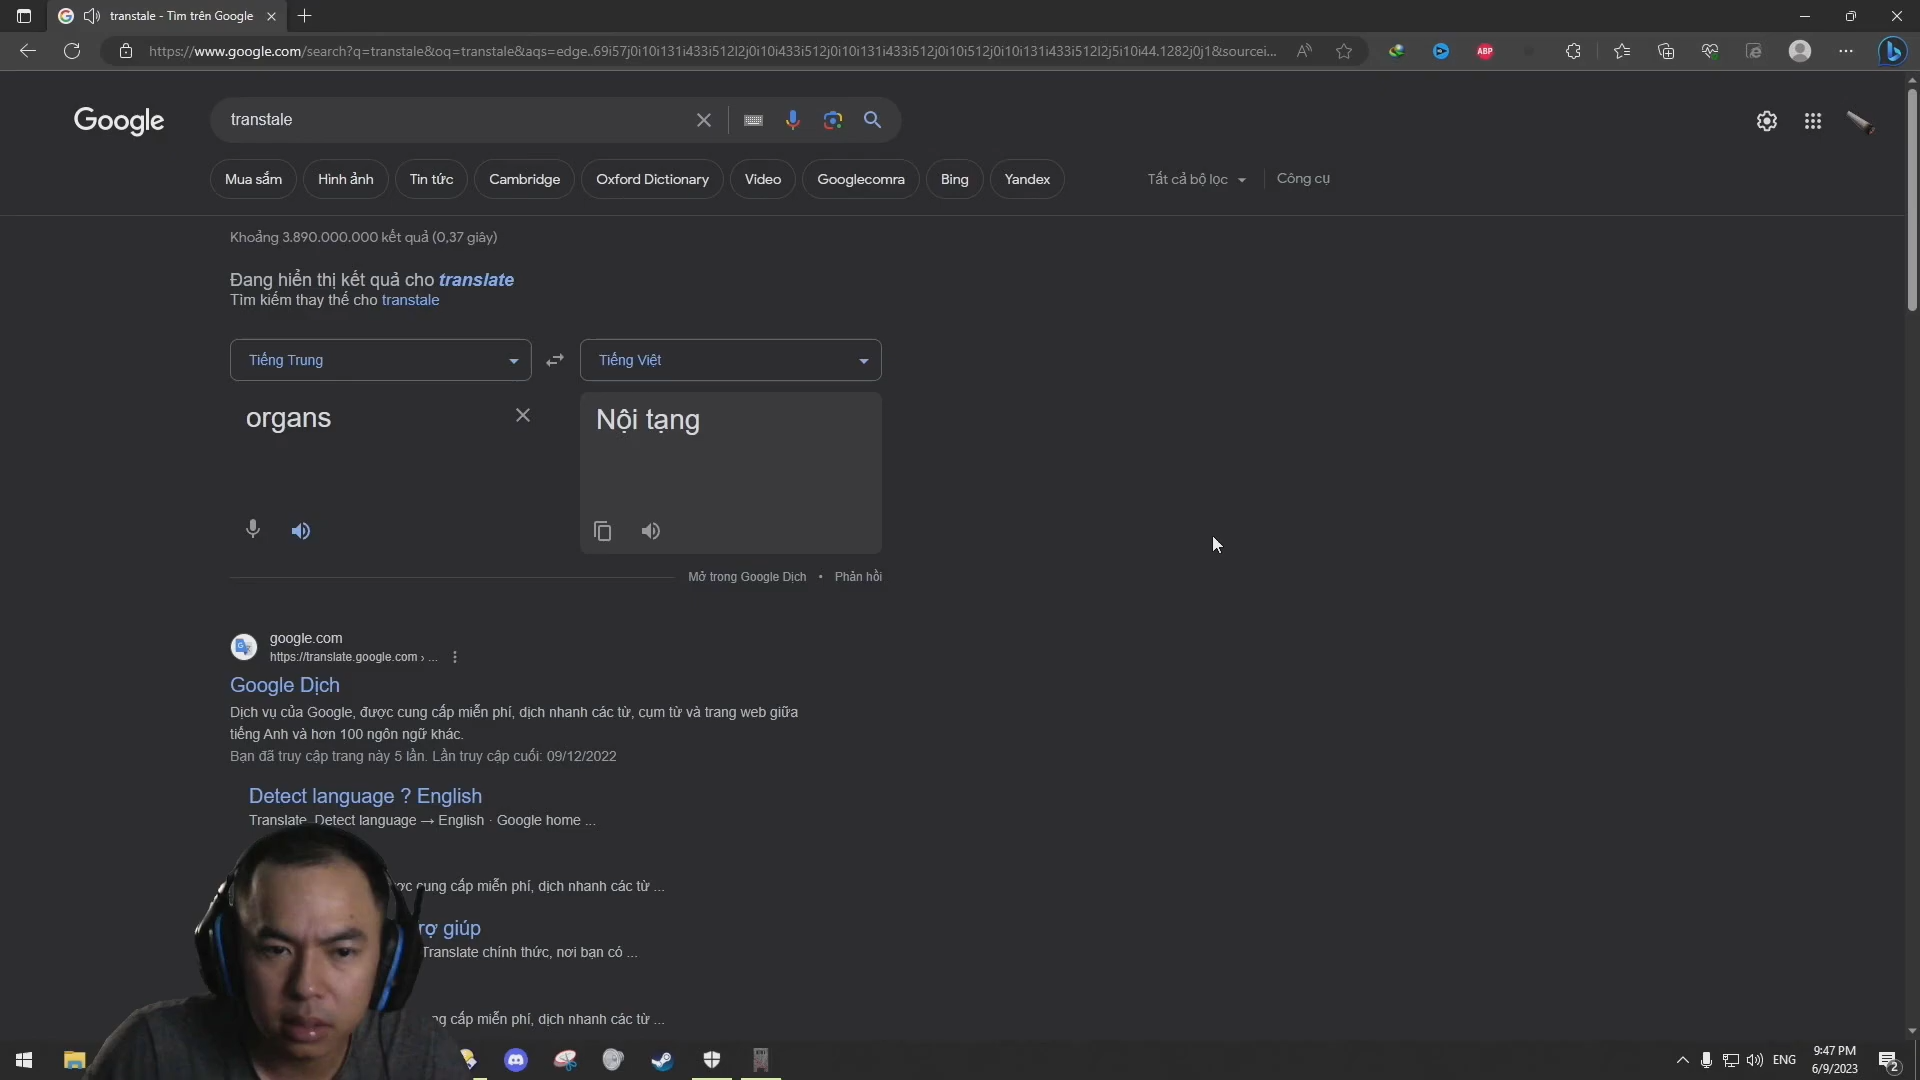 transtale - Tìm trên Google
https://www.google.com/search?q=transtale&oq=transtale&aqs=edge..69i57j0i10i131i433i512l2j0i10i433i512j0i10i131i433i512j0i10i512j0i10i131i433i512l2j5i10i44.1282j0j1&sourcei...
ABP
Google
transtale
Mua sắm
Hình ảnh
Tin tức
Cambridge
Oxford Dictionary
Video
Googlecomra
Bing
Yandex
Tất cả bộ lọc
Công cụ
Khoảng 3.890.000.000 kết quả (0,37 giây)
Đang hiển thị kết quả cho translate
Tìm kiếm thay thế cho transtale
Tiếng Trung
Tiếng Việt
organs
Nội tạng
Mở trong Google Dịch • Phản hồi
google.com
https://translate.google.com › ...
Google Dịch
Dịch vụ của Google, được cung cấp miễn phí, dịch nhanh các từ, cụm từ và trang web giữa
tiếng Anh và hơn 100 ngôn ngữ khác.
Bạn đã truy cập trang này 5 lần. Lần truy cập cuối: 09/12/2022
Detect language ? English
Translate. Detect language → English · Google home ...
ợc cung cấp miễn phí, dịch nhanh các từ ...
rợ giúp
Translate chính thức, nơi bạn có ...
ng cấp miễn phí, dịch nhanh các từ ...
ENG
9:47 PM
6/9/2023
2